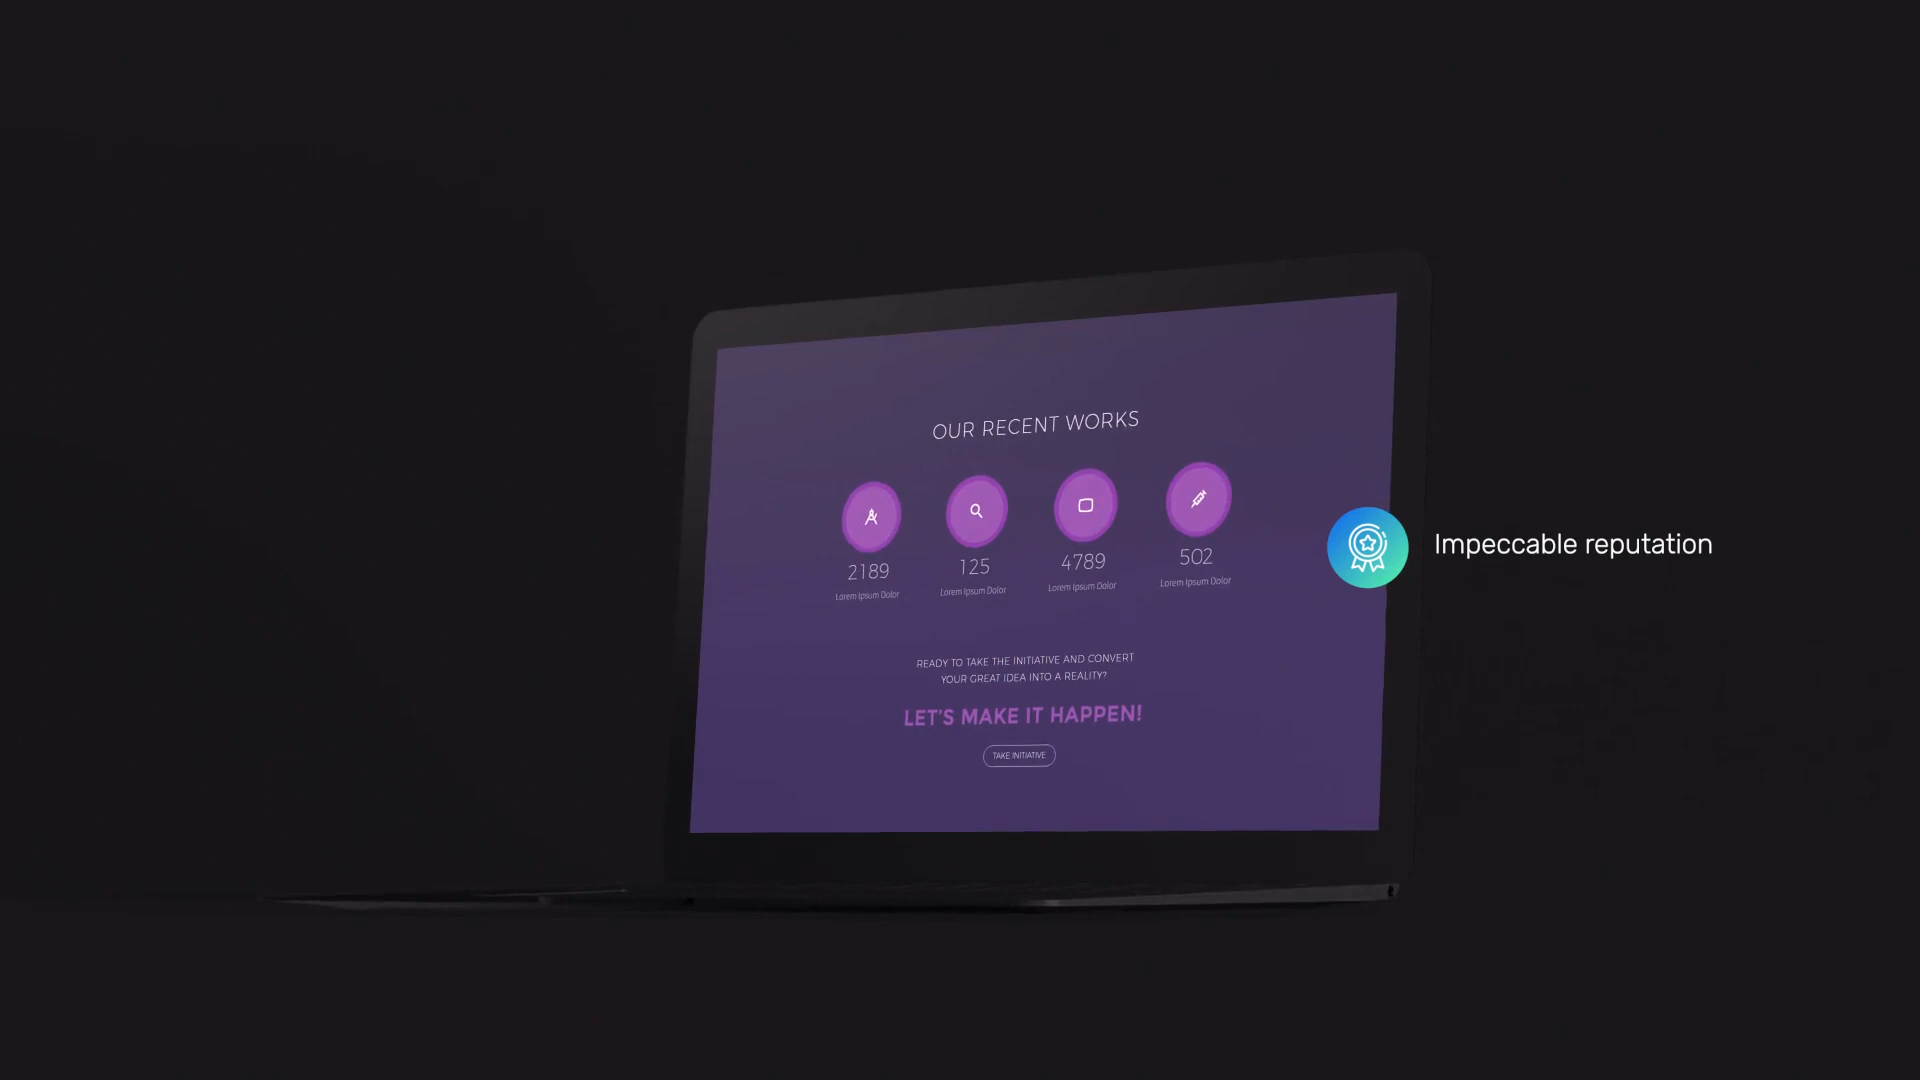 OUR RECENT WORKS
2189
125
4789
502
Lorem Ipsum Dolor
Lorem Ipsum Dolor
Lorem Ipsum Dolor
Lorem Ipsum Dolor
Impeccable reputation
READY TO TAKE THE INITIATIVE AND CONVERT
YOUR GREAT IDEA INTO A REALITY?
LET'S MAKE IT HAPPEN!
TAKE INITIATIVE